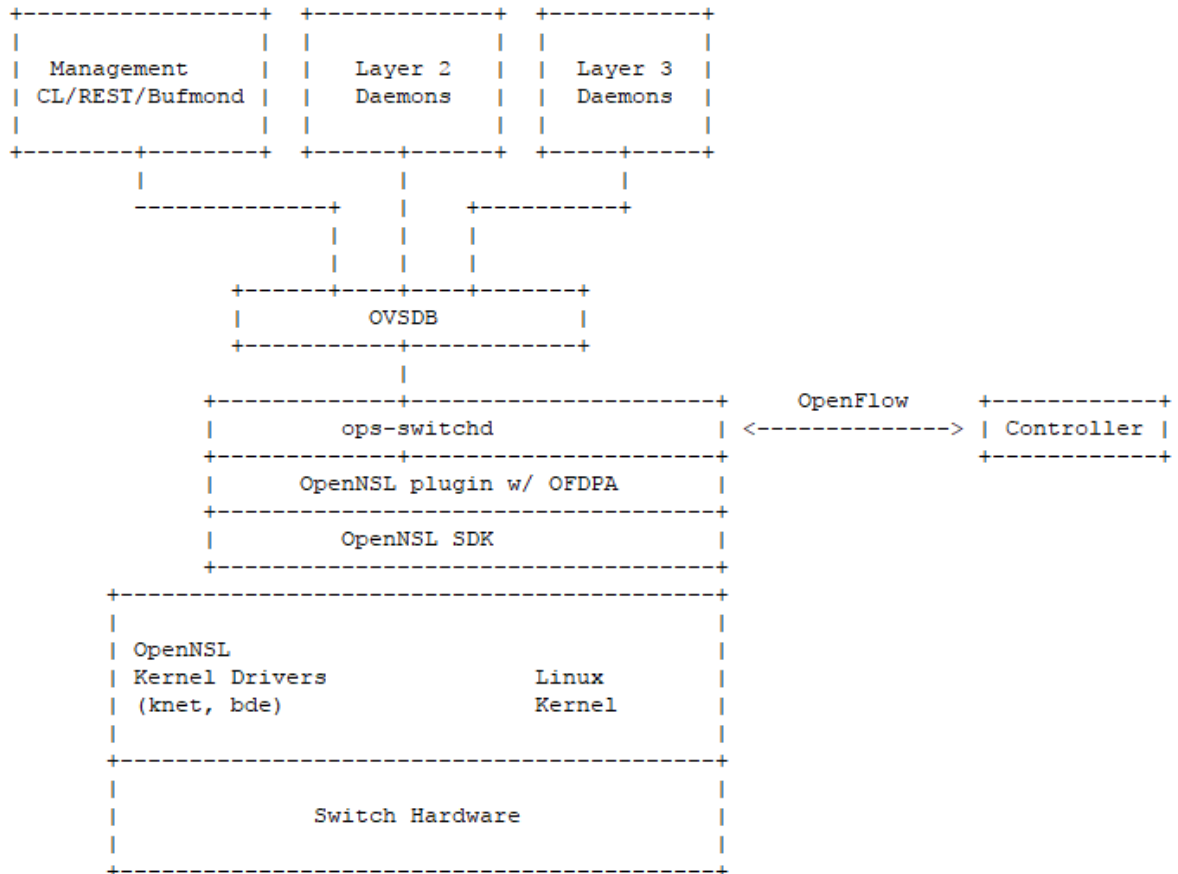 Management
CL/REST/Bufmond
Layer 2
Daemons
Layer 3
Daemons
OVSDB
OpenFlow
ops-switchd
Controller
OpenNSL plugin w/ OFDPA
OpenNSL SDK
OpenNSL
Kernel Drivers
(knet, bde)
Linux
Kernel
Switch Hardware